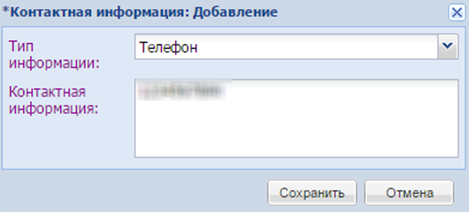 *Контактная информация: Добавление
Тип информации:
Телефон
Контактная информация:
Сохранить
Отмена